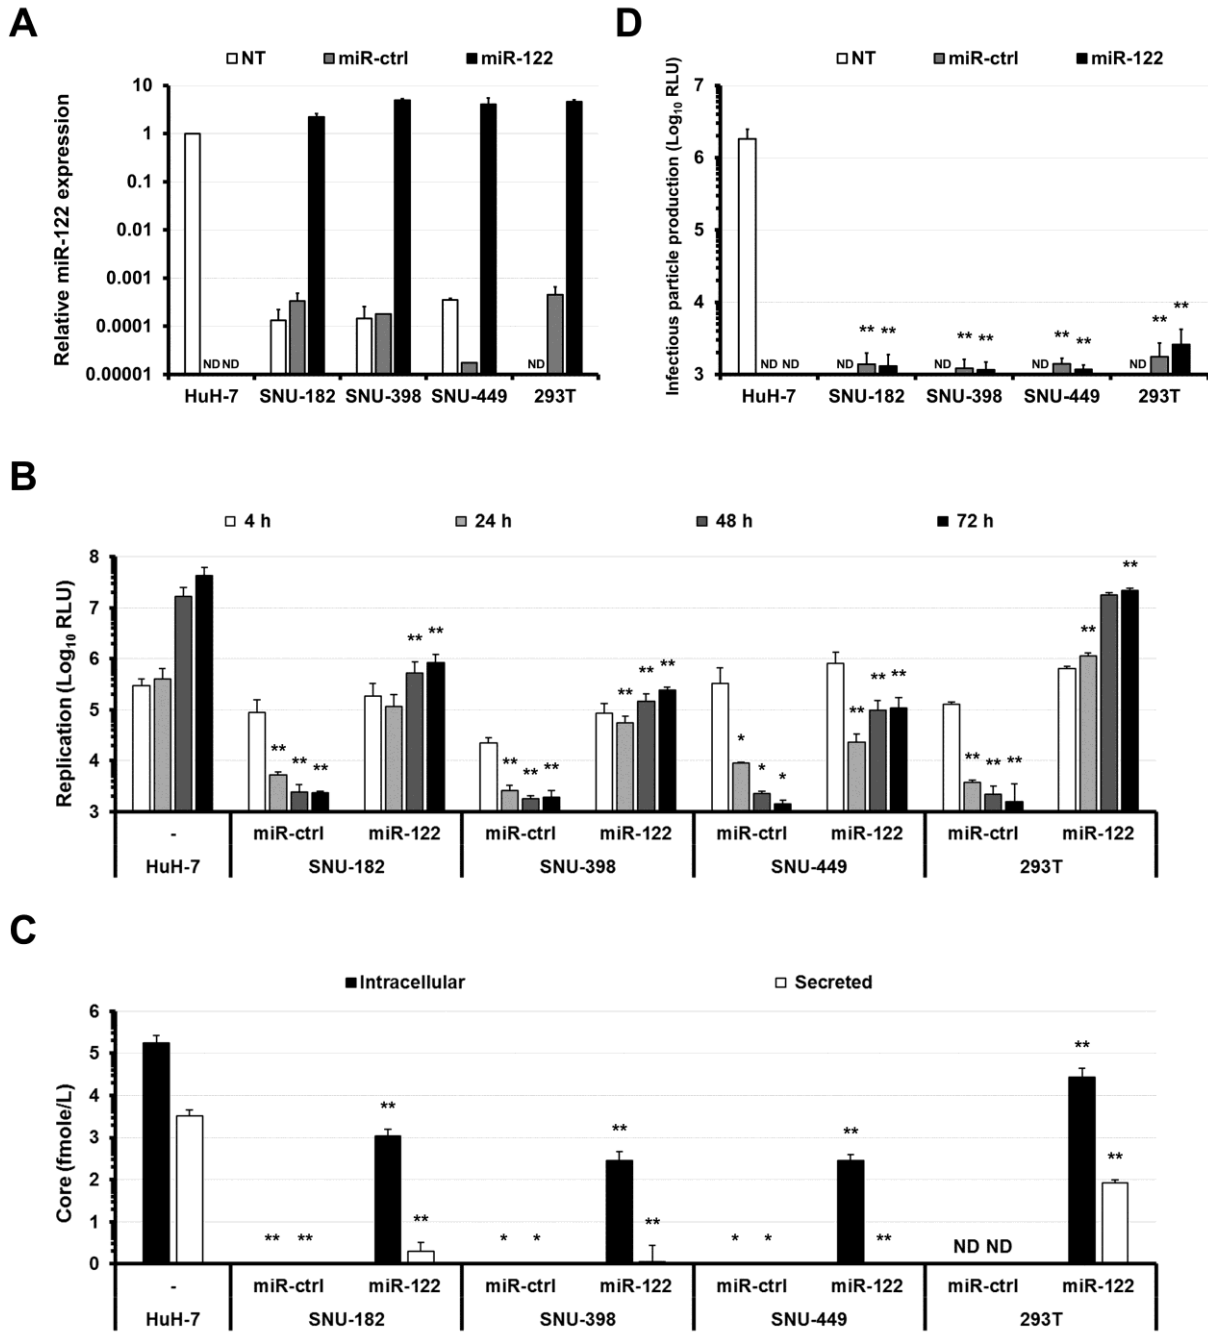 A
NT miR-ctrl miR-122
Relative miR-122 expression
10
1
0.1
0.01
0.001
0.0001
0.00001
ND ND ND
HuH-7 SNU-182 SNU-398 SNU-449 293T
D
NT miR-ctrl miR-122
Infectious particle production (Log10 RLU)
7
6
5
4
3
** ** ** ** ** ** ** **
ND ND ND ND ND ND
HuH-7 SNU-182 SNU-398 SNU-449 293T
B
4 h 24 h 48 h 72 h
Replication (Log10 RLU)
8
7
6
5
4
3
** ** ** ** ** ** ** ** ** ** ** * * * ** ** ** ** ** ** ** **
- miR-ctrl miR-122 miR-ctrl miR-122 miR-ctrl miR-122 miR-ctrl miR-122
HuH-7 SNU-182 SNU-398 SNU-449 293T
C
Intracellular Secreted
Core (fmole/L)
6
5
4
3
2
1
0
** ** ** ** * * ** ** * * ** ** ND ND ** **
- miR-ctrl miR-122 miR-ctrl miR-122 miR-ctrl miR-122 miR-ctrl miR-122
HuH-7 SNU-182 SNU-398 SNU-449 293T